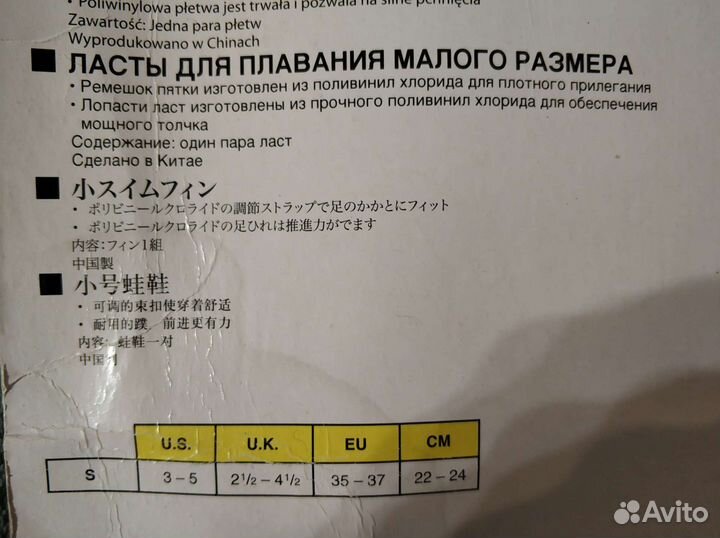 • Poliwinylowa płetwa jest trwała i pozwala na silne pchnięcia
Zawartość: Jedna para płetw
Wyprodukowano w Chinach
■ ЛАСТЫ ДЛЯ ПЛАВАНИЯ МАЛОГО РАЗМЕРА
• Ремешок пятки изготовлен из поливинил хлорида для плотного прилегания
• Лопасти ласт изготовлены из прочного поливинил хлорида для обеспечения
мощного толчка
Содержание: один пара ласт
Сделано в Китае
■ 小スイムフィン
• ポリビニールクロライドの調節ストラップで足のかかとにフィット
• ポリビニールクロライドの足ひれは推進力がでます
内容:フィン1組
中国製
■ 小号蛙鞋
• 可调的束扣使穿着舒适
• 耐用的蹼 前进更有力
内容: 蛙鞋一对
中国
U.S. U.K. EU CM
S 3 – 5 2 1/2 – 4 1/2 35 – 37 22 – 24
Avito